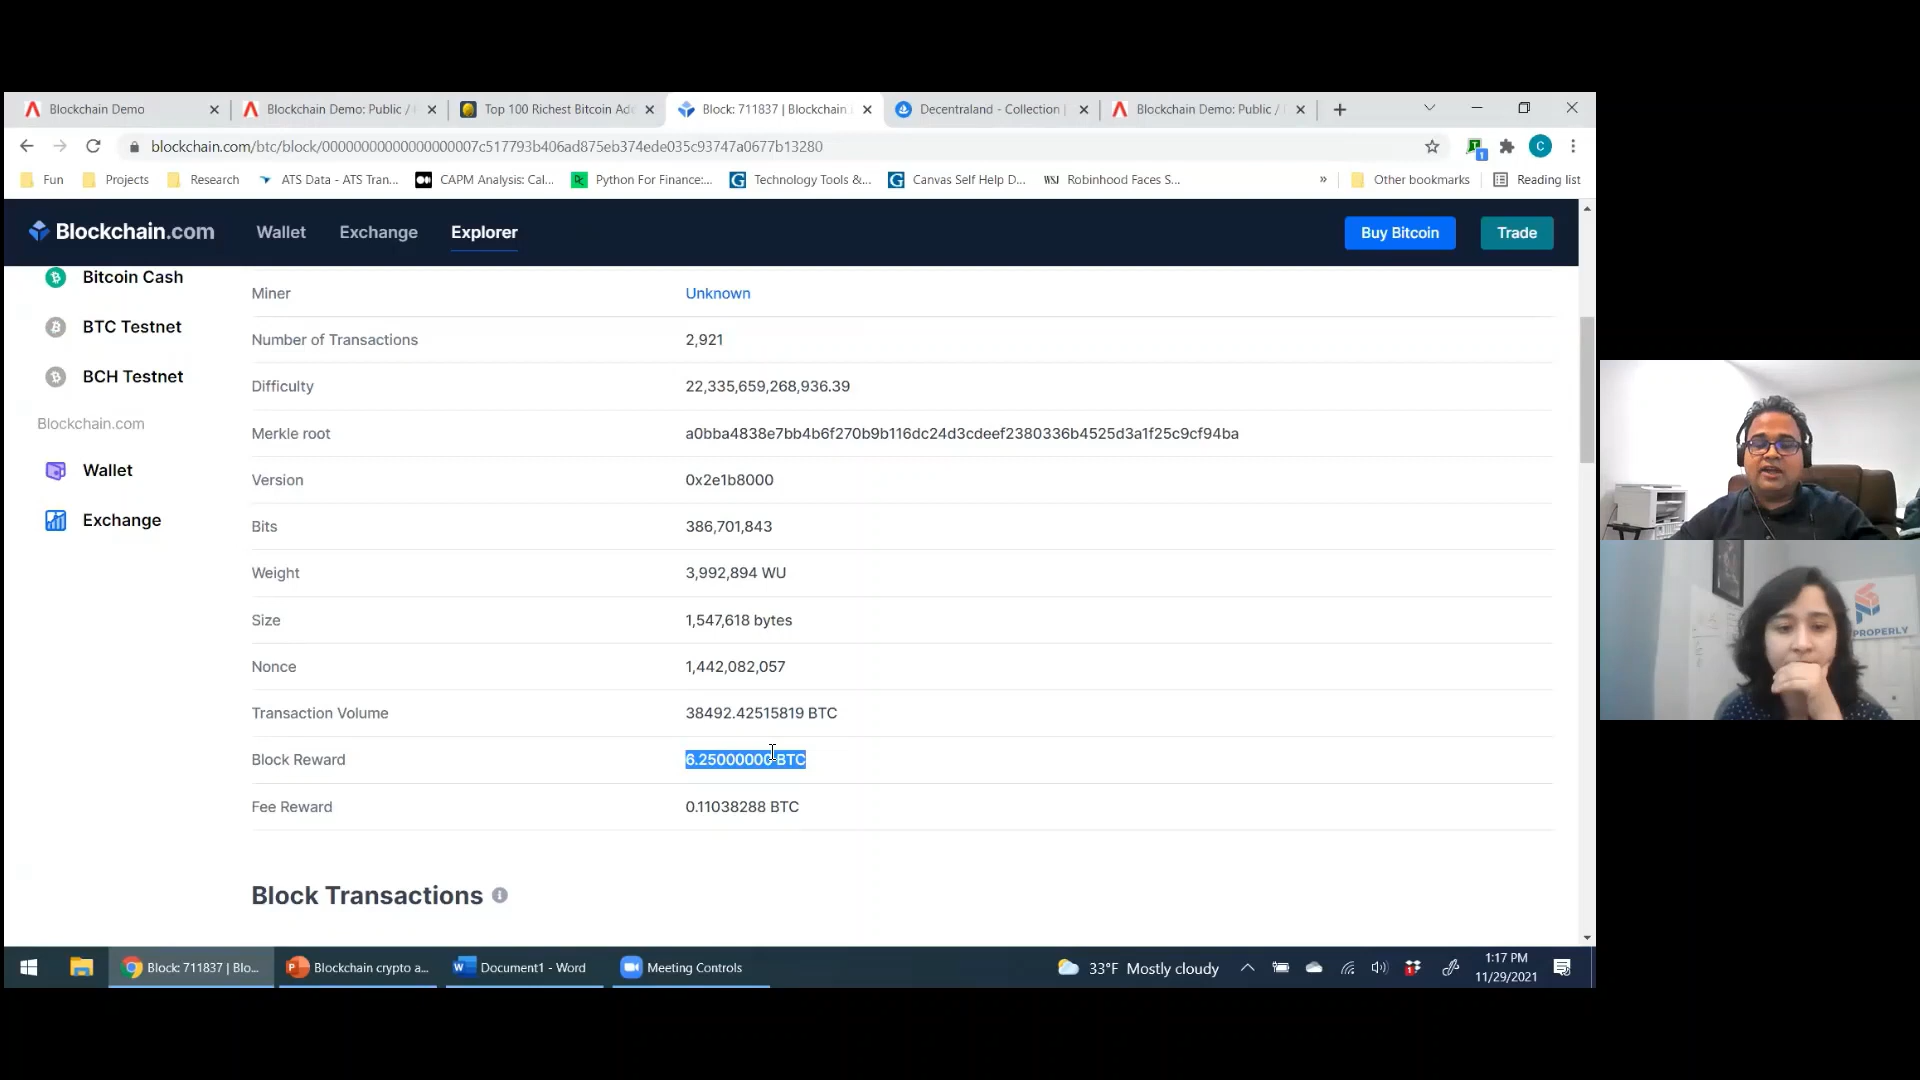 Blockchain Demo
Blockchain Demo: Public /
Top 100 Richest Bitcoin Ad
Block: 711837 | Blockchain
Decentraland - Collection |
Blockchain Demo: Public /
blockchain.com/btc/block/00000000000000000007c517793b406ad875eb374ede035c93747a0677b13280
C
1
Fun
Projects
Research
ATS Data - ATS Tran...
CAPM Analysis: Cal...
Python For Finance:...
Technology Tools &...
Canvas Self Help D...
WSJ Robinhood Faces S...
»
Other bookmarks
Reading list
Blockchain.com
Wallet
Exchange
Explorer
Buy Bitcoin
Trade
Bitcoin Cash
BTC Testnet
BCH Testnet
Blockchain.com
Wallet
Exchange
Miner Unknown
Number of Transactions 2,921
Difficulty 22,335,659,268,936.39
Merkle root a0bba4838e7bb4b6f270b9b116dc24d3cdeef2380336b4525d3a1f25c9cf94ba
Version 0x2e1b8000
Bits 386,701,843
Weight 3,992,894 WU
Size 1,547,618 bytes
Nonce 1,442,082,057
Transaction Volume 38492.42515819 BTC
Block Reward 6.25000000 BTC
Fee Reward 0.11038288 BTC
Block Transactions
PROPERLY
Block: 711837 | Blo...
Blockchain crypto a...
Document1 - Word
Meeting Controls
33°F Mostly cloudy
1:17 PM
11/29/2021